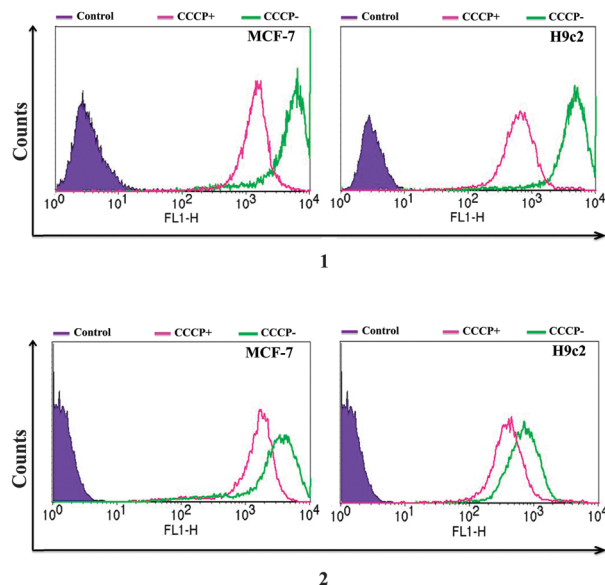 Control CCCP+ CCCP- Control CCCP+ CCCP-
MCF-7 H9c2
Counts
10^0 10^1 10^2 10^3 10^4 10^0 10^1 10^2 10^3 10^4
FL1-H FL1-H
1
Control CCCP+ CCCP- Control CCCP+ CCCP-
MCF-7 H9c2
Counts
10^0 10^1 10^2 10^3 10^4 10^0 10^1 10^2 10^3 10^4
FL1-H FL1-H
2